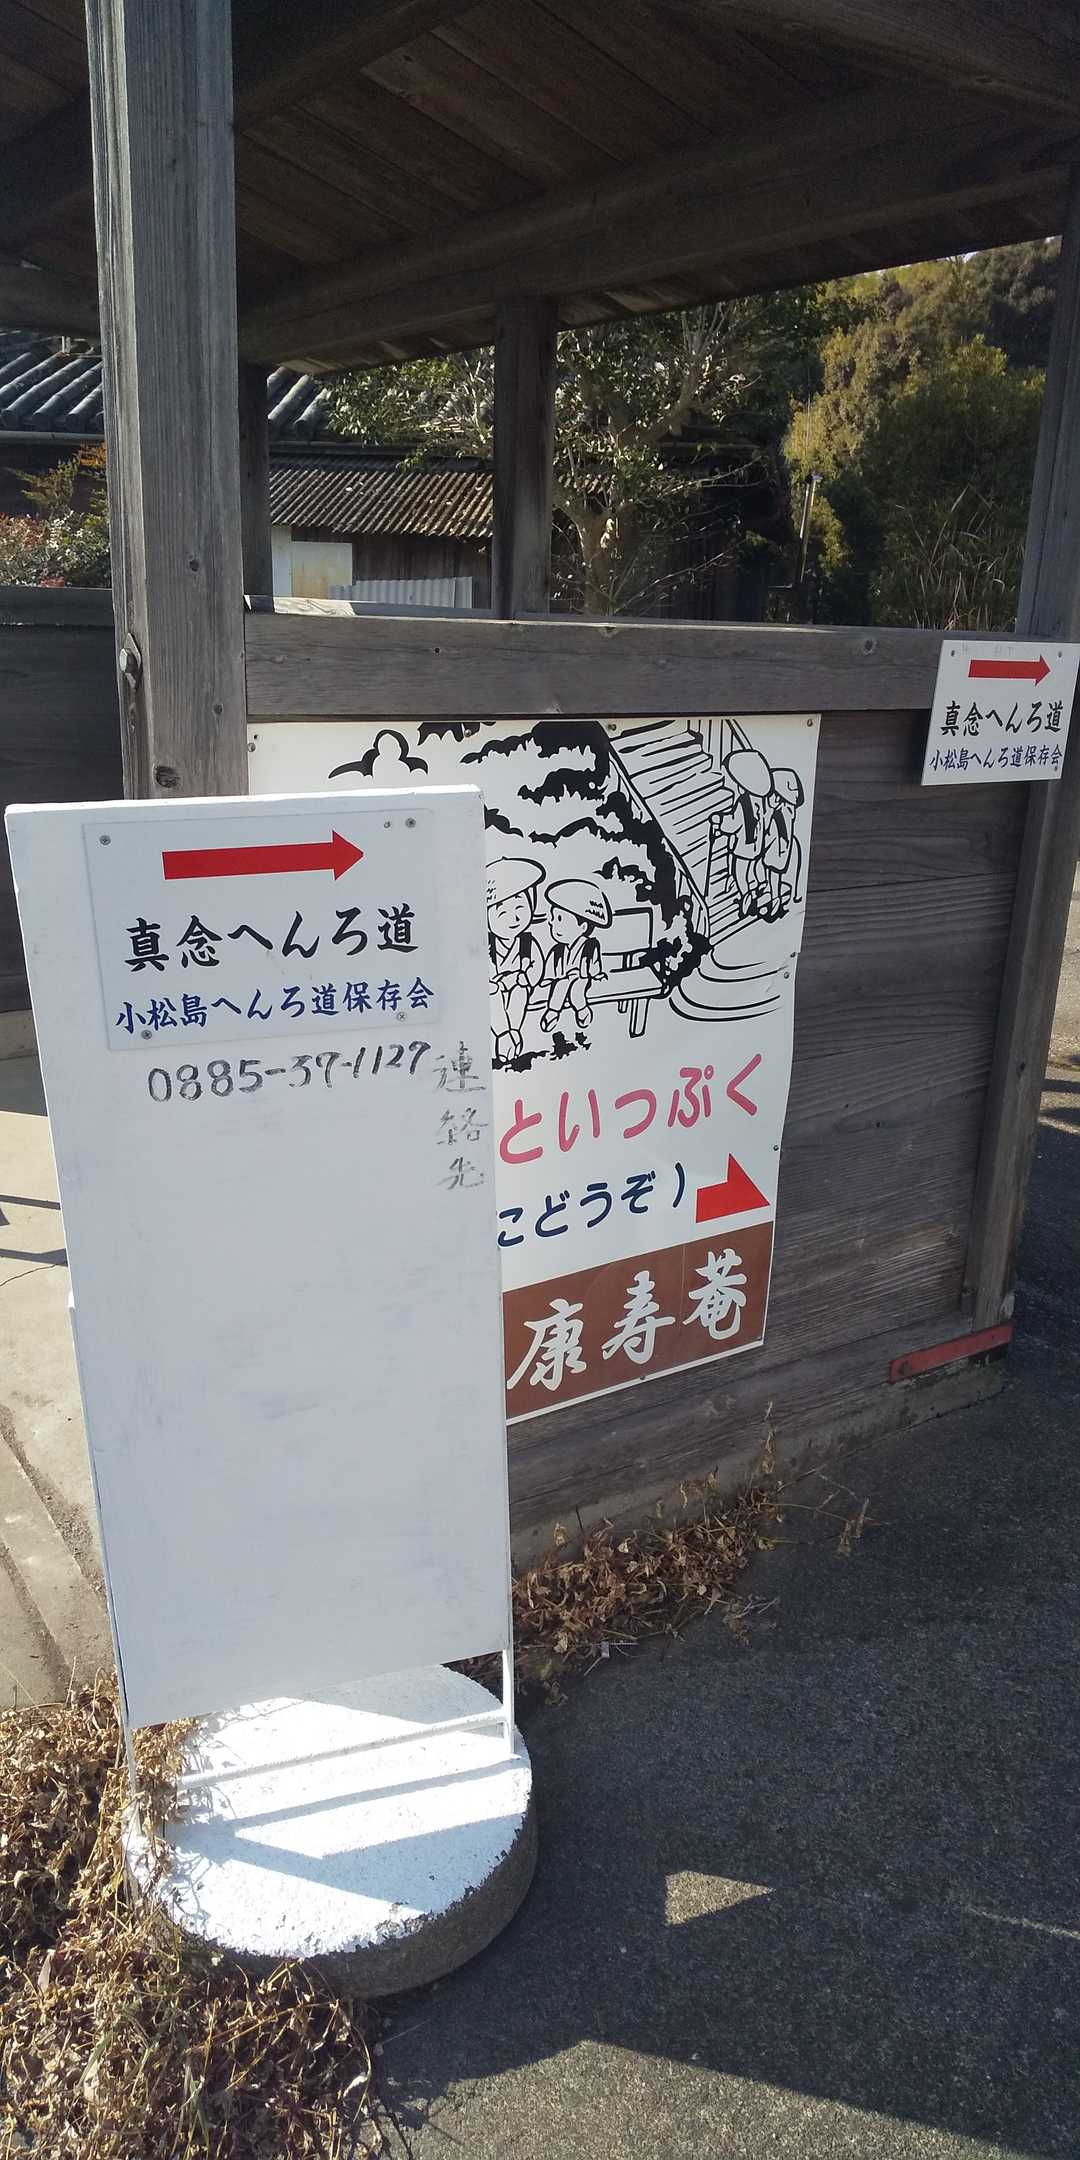 真念へんろ道
小松島へんろ道保存会
0885-37-1127
連絡先
といっぷく
こどうぞ)
康寿菴
真念へんろ道
小松島へんろ道保存会